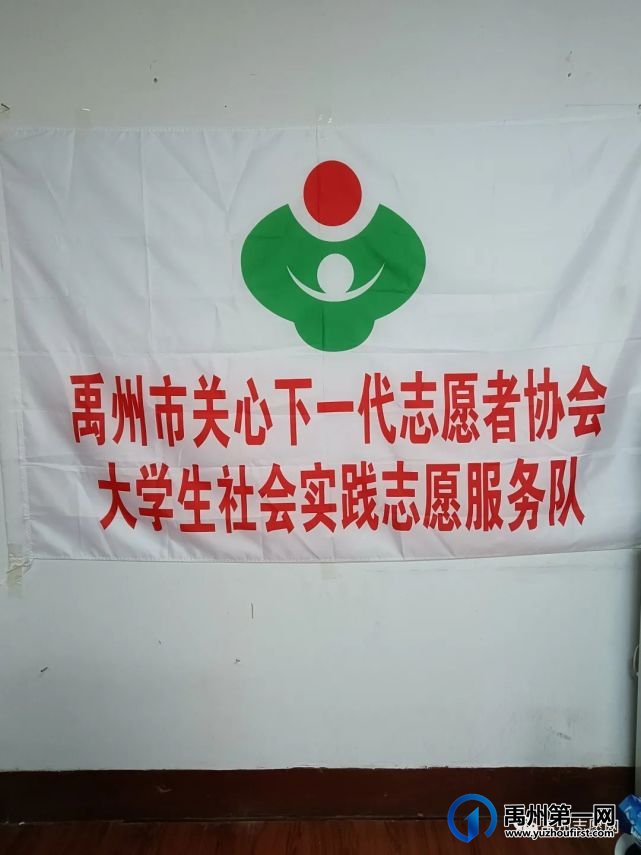 禹州市关心下一代志愿者协会
大学生社会实践志愿服务队
禹州第一网
www.yuzhoufirst.com